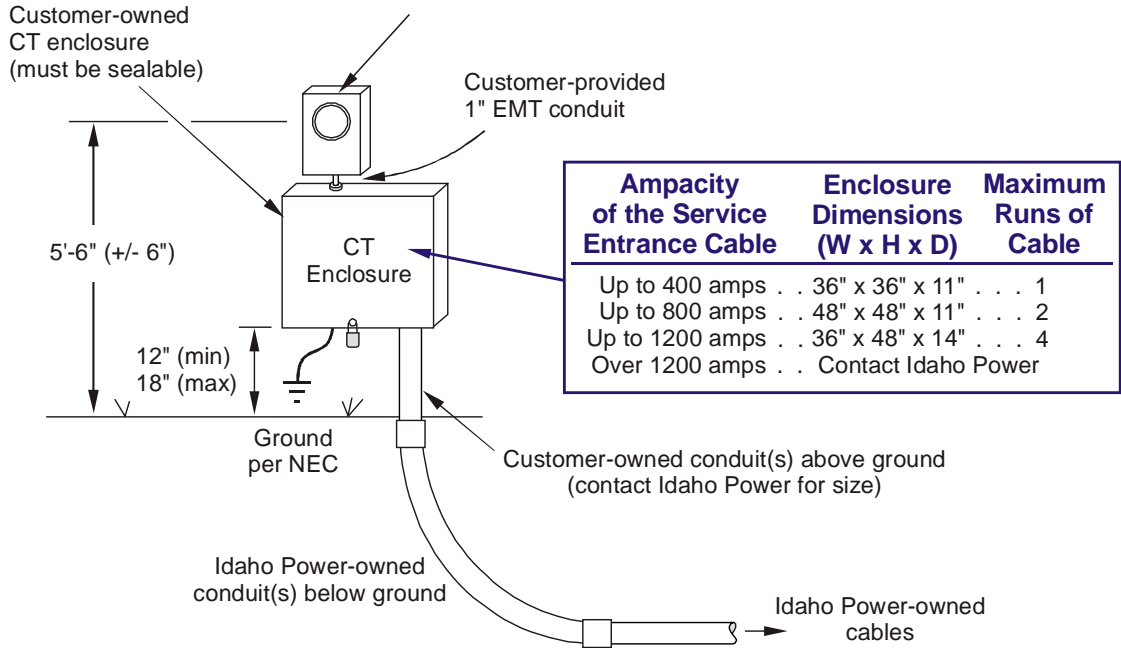 Customer-owned
CT enclosure
(must be sealable)
Customer-provided
1" EMT conduit
5'-6" (+/- 6")
CT
Enclosure
Ampacity Enclosure Maximum
of the Service Dimensions Runs of
Entrance Cable (W x H x D) Cable
Up to 400 amps . . 36" x 36" x 11" . . . 1
Up to 800 amps . . 48" x 48" x 11" . . . 2
Up to 1200 amps . . 36" x 48" x 14" . . . 4
Over 1200 amps . . Contact Idaho Power
12" (min)
18" (max)
Ground
per NEC
Customer-owned conduit(s) above ground
(contact Idaho Power for size)
Idaho Power-owned
conduit(s) below ground
Idaho Power-owned
cables